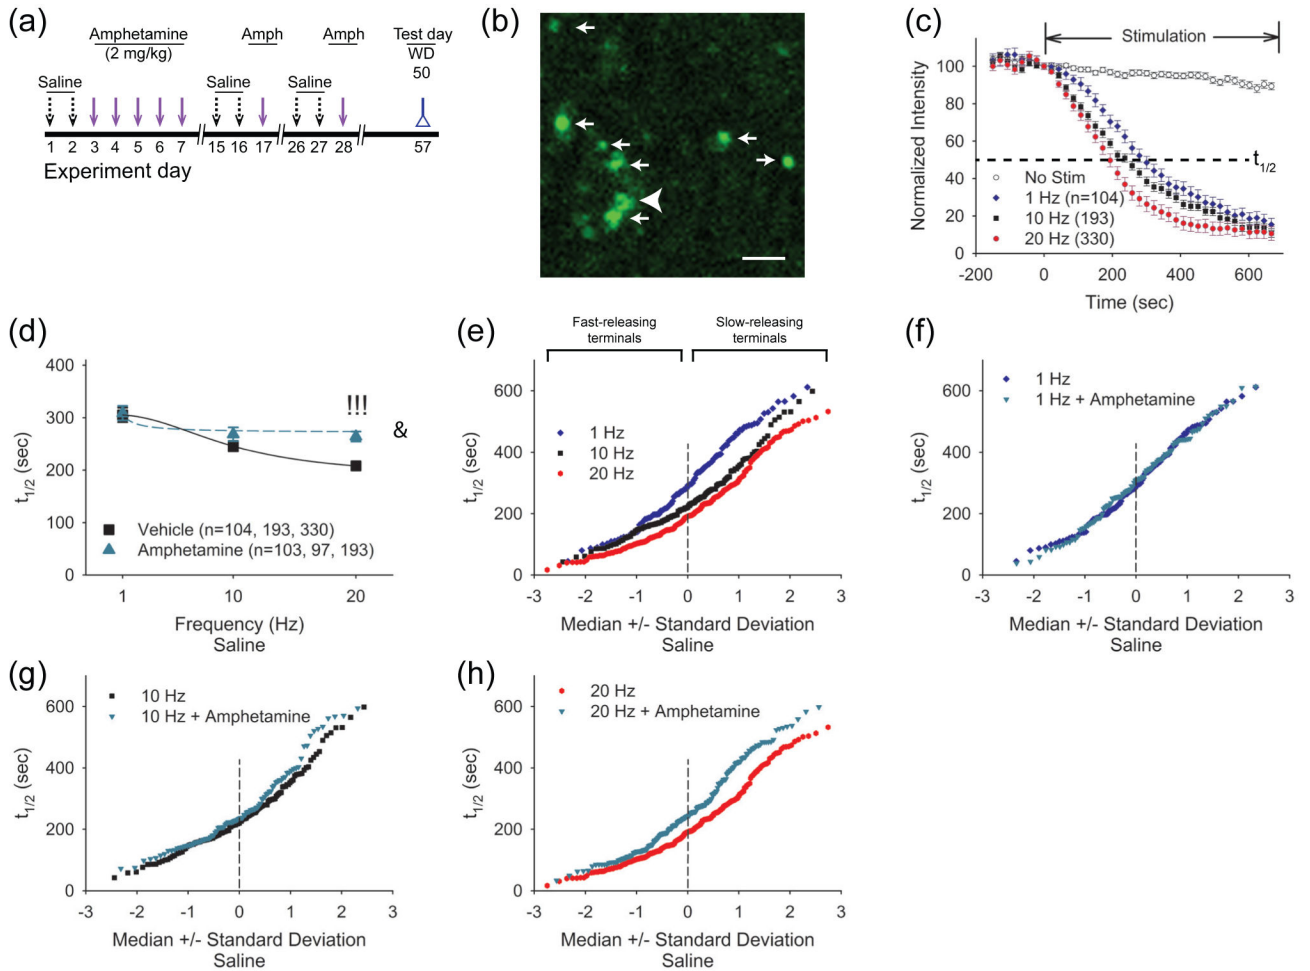 (a)
Amphetamine
(2 mg/kg)
Amph
Amph
Test day
WD
50
Saline
Saline
Saline
1 2 3 4 5 6 7 15 16 17 26 27 28 57
Experiment day
(b)
(c)
Stimulation
Normalized Intensity
100
80
60
40
20
0
t1/2
No Stim
1 Hz (n=104)
10 Hz (193)
20 Hz (330)
-200 0 200 400 600
Time (sec)
(d)
400
300
200
100
0
t1/2 (sec)
!!!
&
Vehicle (n=104, 193, 330)
Amphetamine (n=103, 97, 193)
1 10 20
Frequency (Hz)
Saline
(e)
Fast-releasing
terminals
Slow-releasing
terminals
600
400
200
0
t1/2 (sec)
1 Hz
10 Hz
20 Hz
-3 -2 -1 0 1 2 3
Median +/- Standard Deviation
Saline
(f)
600
400
200
0
t1/2 (sec)
1 Hz
1 Hz + Amphetamine
-3 -2 -1 0 1 2 3
Median +/- Standard Deviation
Saline
(g)
600
400
200
0
t1/2 (sec)
10 Hz
10 Hz + Amphetamine
-3 -2 -1 0 1 2 3
Median +/- Standard Deviation
Saline
(h)
600
400
200
0
t1/2 (sec)
20 Hz
20 Hz + Amphetamine
-3 -2 -1 0 1 2 3
Median +/- Standard Deviation
Saline